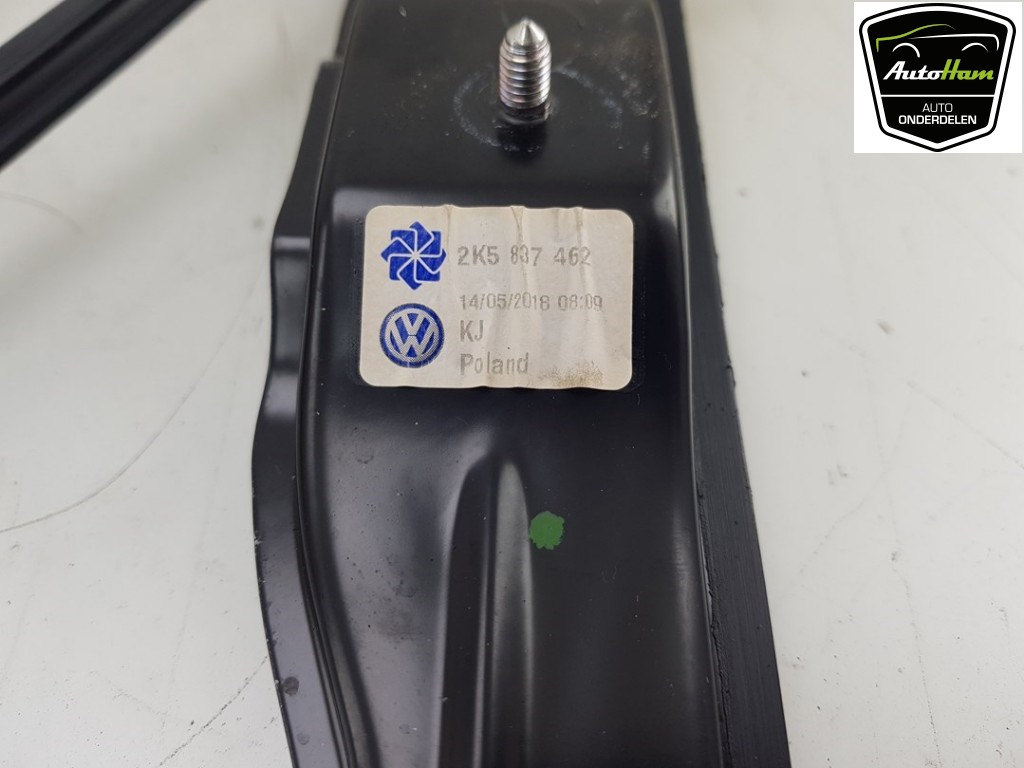 AutoHam
AUTO
ONDERDELEN
2K5 837 462
14/05/2018 08:09
KJ
Poland